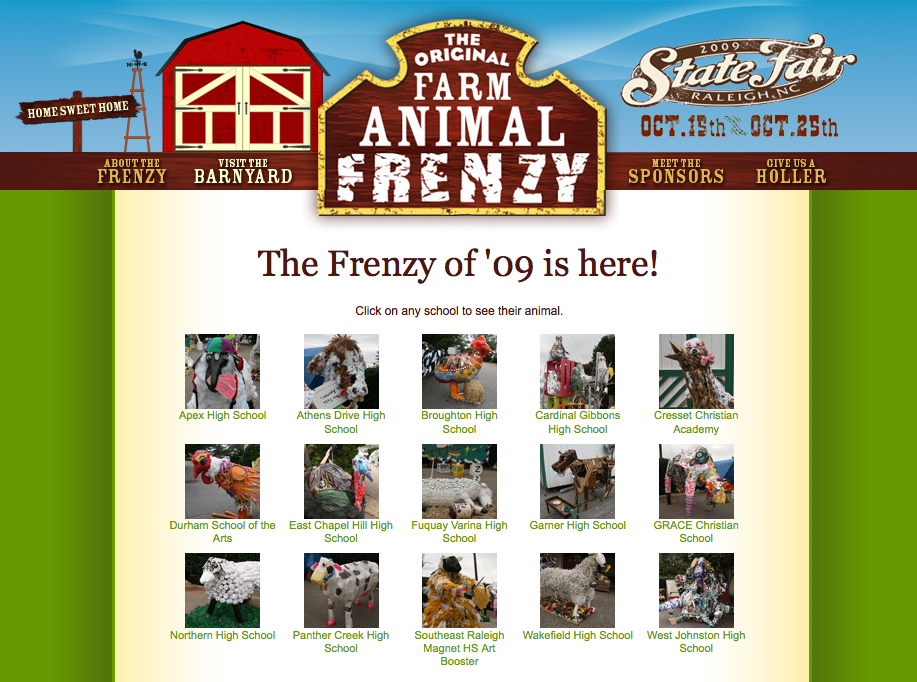 THE
ORIGINAL
FARM
ANIMAL
FRENZY
HOME SWEET HOME
2009
State Fair
RALEIGH, NC
OCT.15th OCT.25th
ABOUT THE
FRENZY
VISIT THE
BARNYARD
MEET THE
SPONSORS
GIVE US A
HOLLER
The Frenzy of '09 is here!
Click on any school to see their animal.
Apex High School
Athens Drive High
School
Broughton High
School
Cardinal Gibbons
High School
Cresset Christian
Academy
Durham School of the
Arts
East Chapel Hill High
School
Fuquay Varina High
School
Garner High School
GRACE Christian
School
Northern High School
Panther Creek High
School
Southeast Raleigh
Magnet HS Art
Booster
Wakefield High School
West Johnston High
School